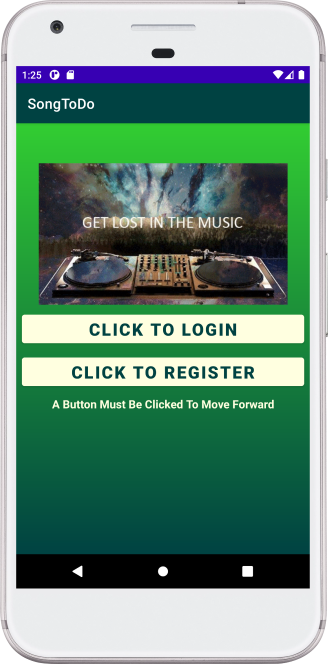 1:25
SongToDo
GET LOST IN THE MUSIC
CLICK TO LOGIN
CLICK TO REGISTER
A Button Must Be Clicked To Move Forward